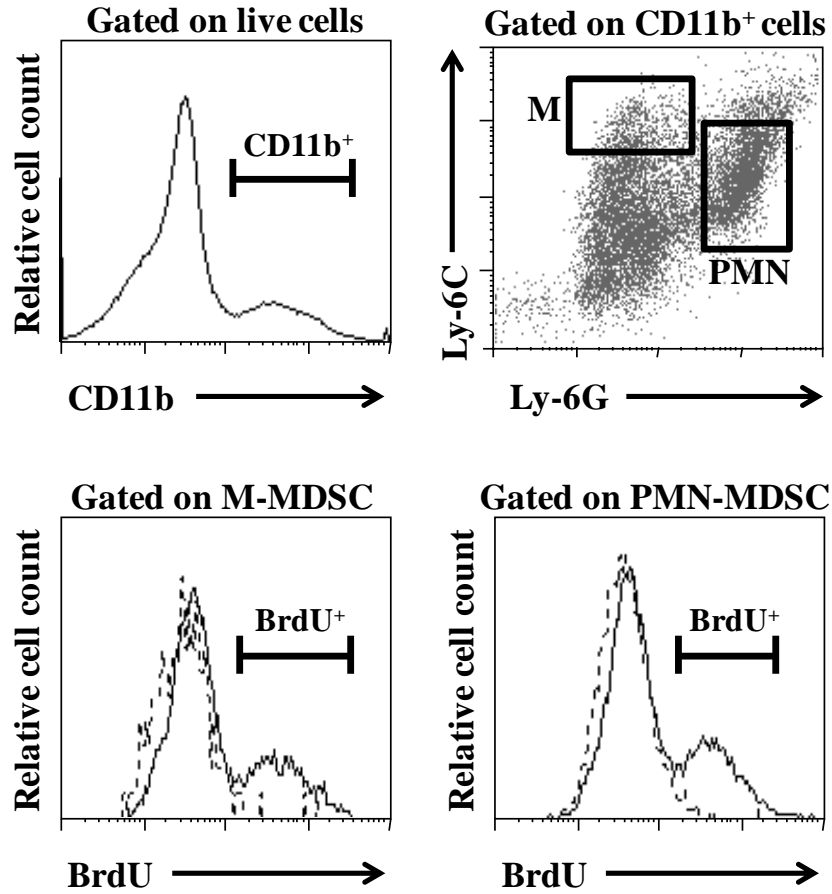 Gated on live cells
Relative cell count
CD11b⁺
CD11b
Gated on CD11b⁺ cells
Ly-6C
M
PMN
Ly-6G
Gated on M-MDSC
Relative cell count
BrdU⁺
BrdU
Gated on PMN-MDSC
Relative cell count
BrdU⁺
BrdU